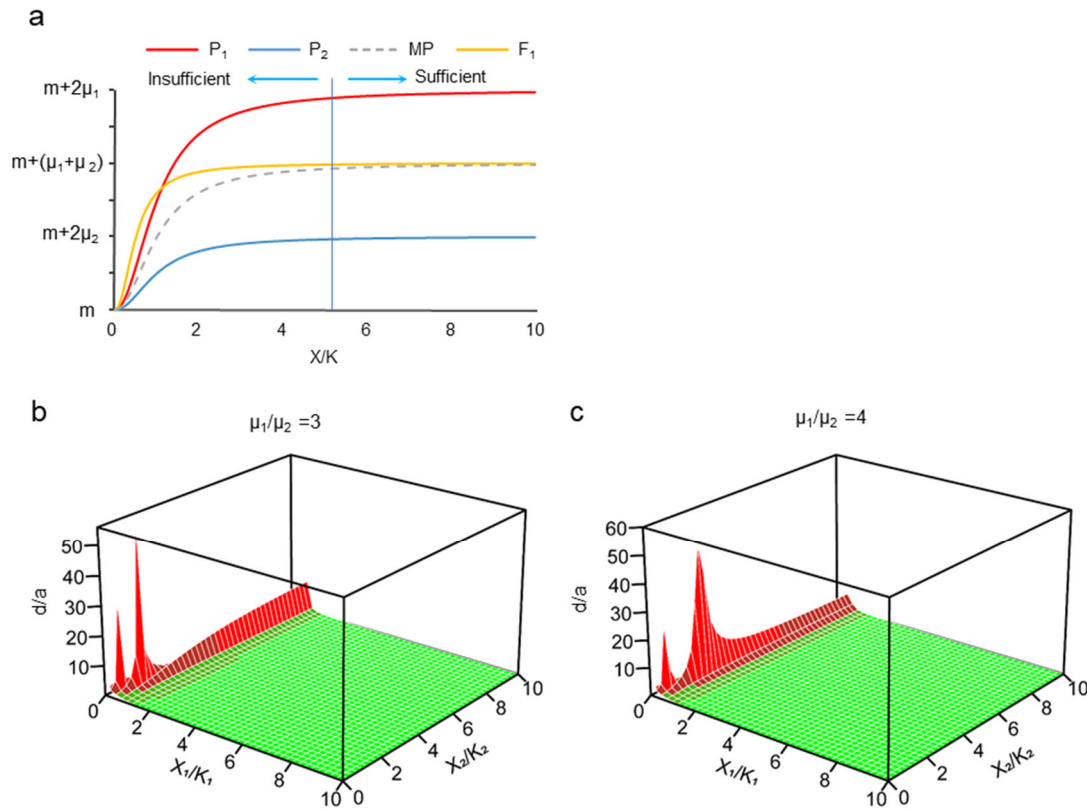 a
P₁ P₂ MP F₁
Insufficient Sufficient
m+2µ₁
m+(µ₁+µ₂)
m+2µ₂
m
0 2 4 6 8 10
X/K
b
µ₁/µ₂ =3
50
40
30
20
10
d/a
0 2 4 6 8 10
X₁/K₁
0 2 4 6 8 10
X₂/K₂
c
µ₁/µ₂ =4
60
50
40
30
20
10
d/a
0 2 4 6 8 10
X₁/K₁
0 2 4 6 8 10
X₂/K₂